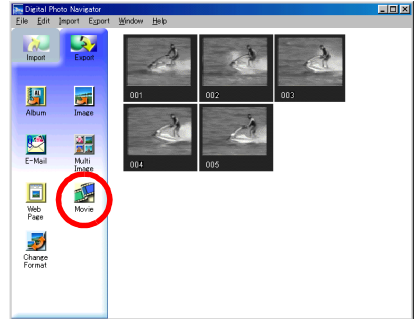 Digital Photo Navigator
File Edit Import Export Window Help
Import Export
Album Image
E-Mail Multi
Image
Web
Page
Movie
Change
Format
001 002 003
004 005